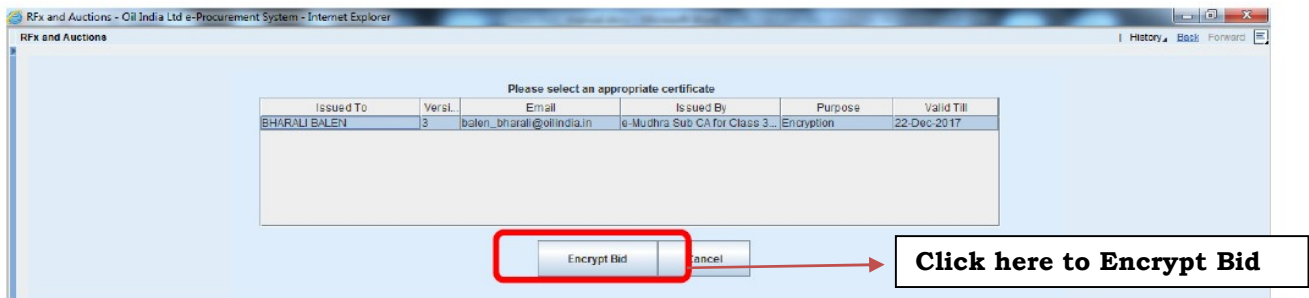 RFx and Auctions - Oil India Ltd e-Procurement System - Internet Explorer
RFx and Auctions | History Back Forward
Please select an appropriate certificate
Issued To Versi... Email Issued By Purpose Valid Till
BHARALI BALEN 3 balen_bharali@oilindia.in e-Mudhra Sub CA for Class 3... Encryption 22-Dec-2017
Encrypt Bid Cancel
Click here to Encrypt Bid